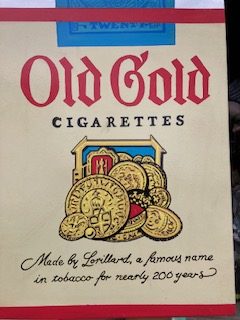 TWENTY
Old Gold
CIGARETTES
Made by Lorillard, a famous name
in tobacco for nearly 200 years